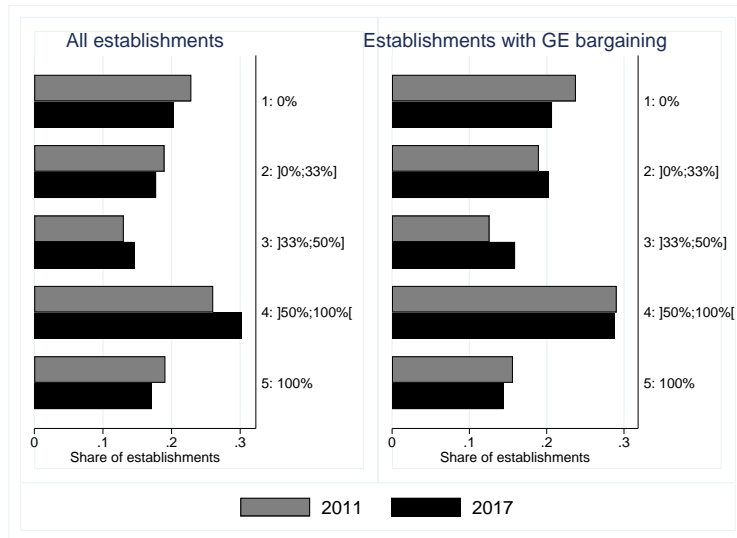 All establishments
1: 0%
2: ]0%;33%]
3: ]33%;50%]
4: ]50%;100%[
5: 100%
0 .1 .2 .3
Share of establishments
Establishments with GE bargaining
1: 0%
2: ]0%;33%]
3: ]33%;50%]
4: ]50%;100%[
5: 100%
0 .1 .2 .3
Share of establishments
2011 2017